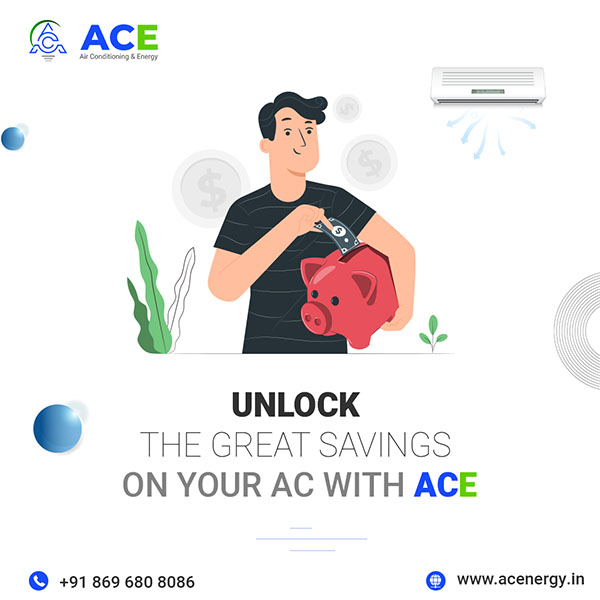 ACE
Air Conditioning & Energy
UNLOCK
THE GREAT SAVINGS
ON YOUR AC WITH ACE
+91 869 680 8086
www.acenergy.in